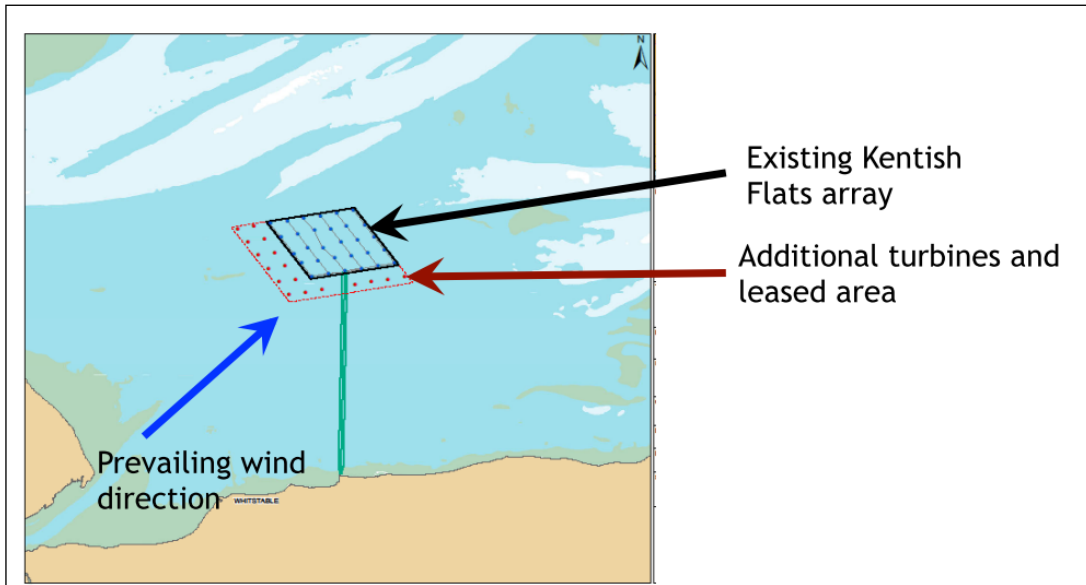 N
Existing Kentish
Flats array
Additional turbines and
leased area
Prevailing wind
direction
WHITSTABLE